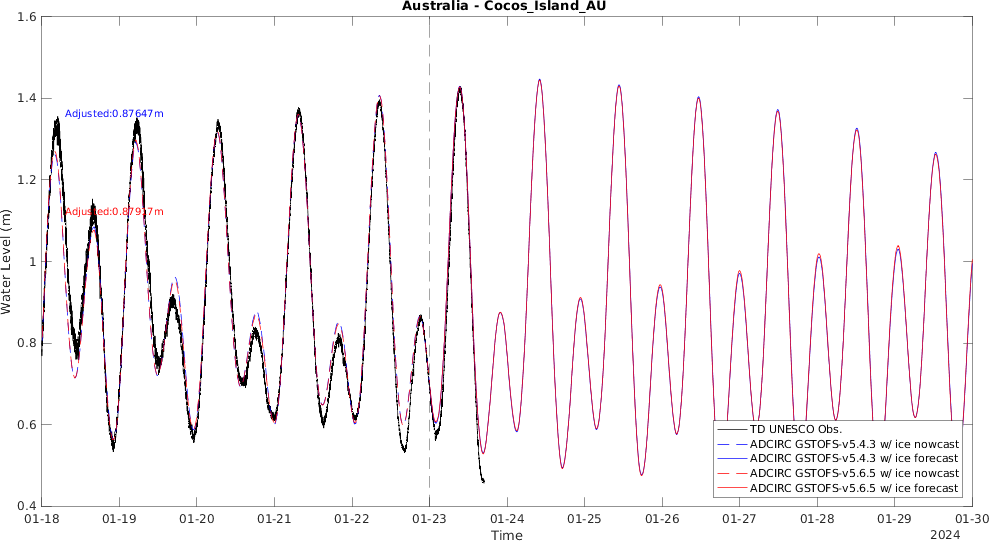 Australia - Cocos_Island_AU
1.6
1.4
1.2
1
0.8
0.6
0.4
Water Level (m)
Adjusted:0.87647m
Adjusted:0.87917m
TD UNESCO Obs.
ADCIRC GSTOFS-v5.4.3 w/ ice nowcast
ADCIRC GSTOFS-v5.4.3 w/ ice forecast
ADCIRC GSTOFS-v5.6.5 w/ ice nowcast
ADCIRC GSTOFS-v5.6.5 w/ ice forecast
01-18 01-19 01-20 01-21 01-22 01-23 01-24 01-25 01-26 01-27 01-28 01-29 01-30
Time
2024